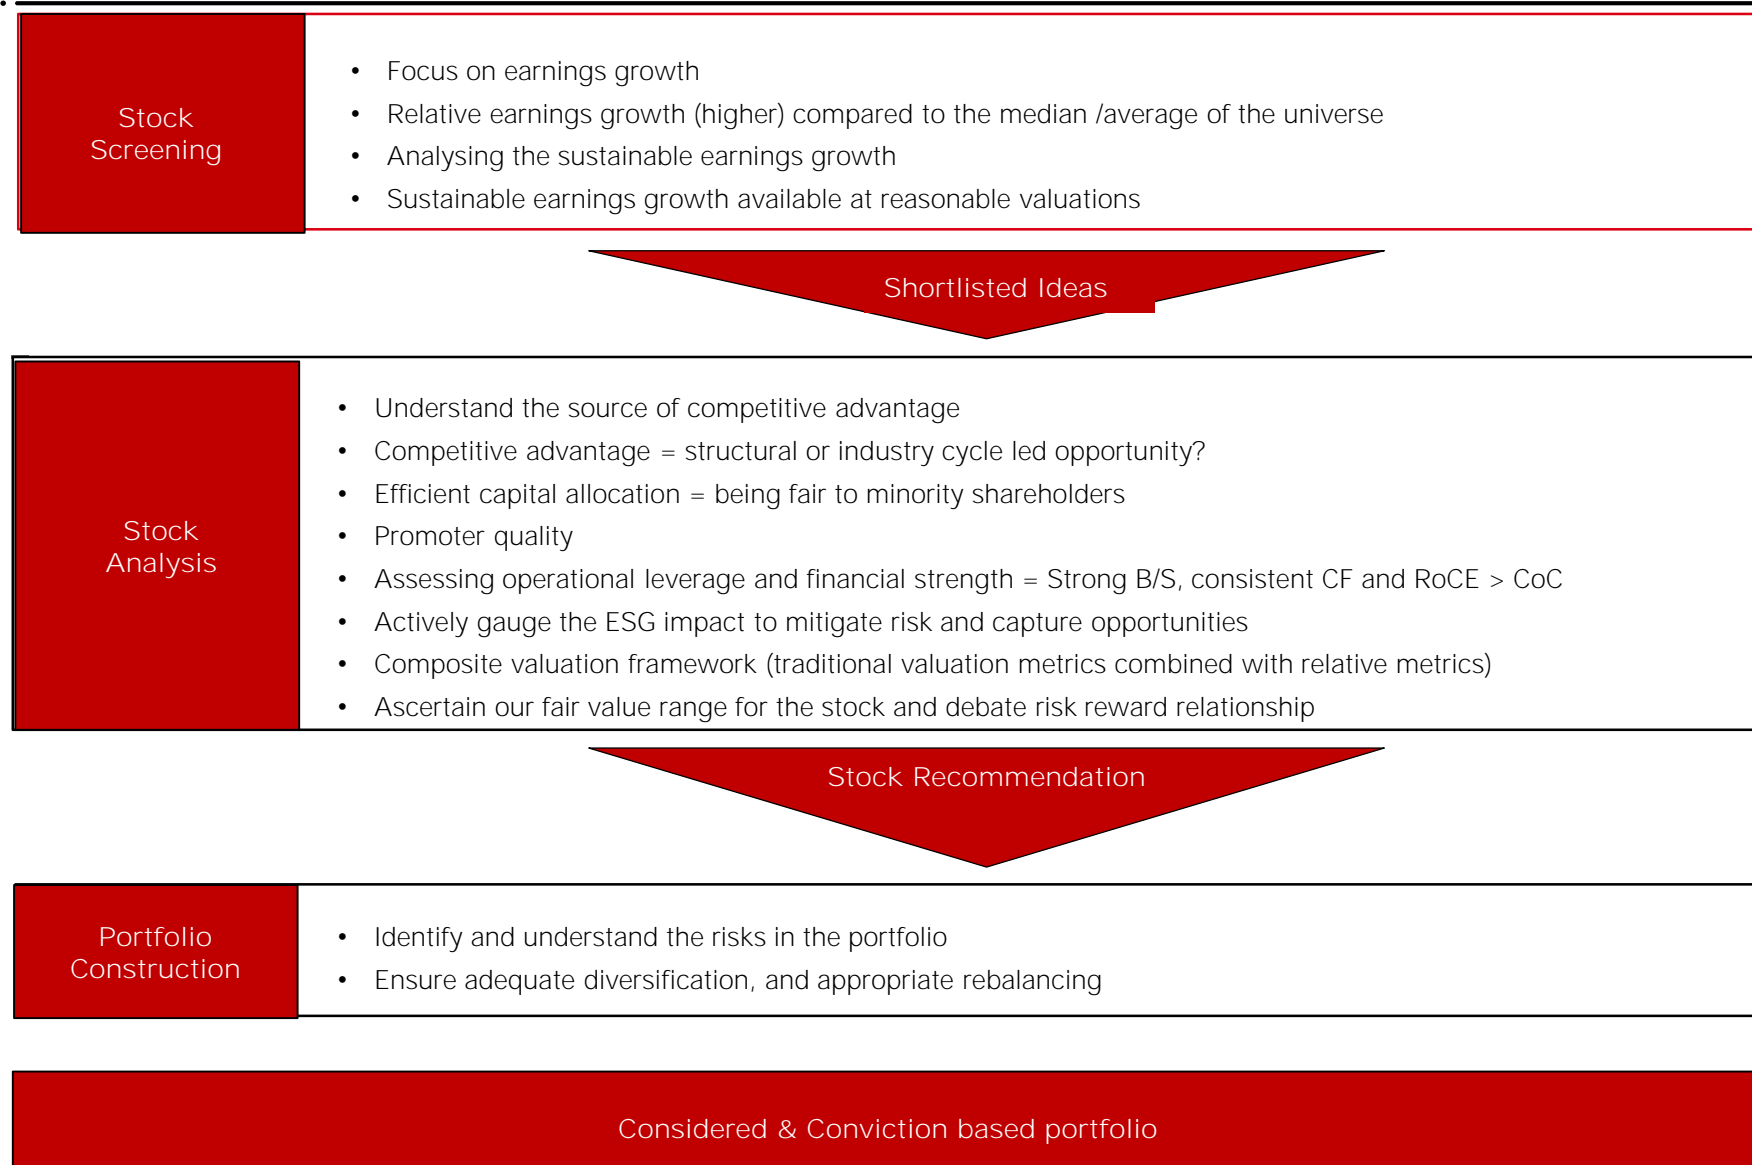 Stock
Screening
• Focus on earnings growth
• Relative earnings growth (higher) compared to the median /average of the universe
• Analysing the sustainable earnings growth
• Sustainable earnings growth available at reasonable valuations
Shortlisted Ideas
Stock
Analysis
• Understand the source of competitive advantage
• Competitive advantage = structural or industry cycle led opportunity?
• Efficient capital allocation = being fair to minority shareholders
• Promoter quality
• Assessing operational leverage and financial strength = Strong B/S, consistent CF and RoCE > CoC
• Actively gauge the ESG impact to mitigate risk and capture opportunities
• Composite valuation framework (traditional valuation metrics combined with relative metrics)
• Ascertain our fair value range for the stock and debate risk reward relationship
Stock Recommendation
Portfolio
Construction
• Identify and understand the risks in the portfolio
• Ensure adequate diversification, and appropriate rebalancing
Considered & Conviction based portfolio